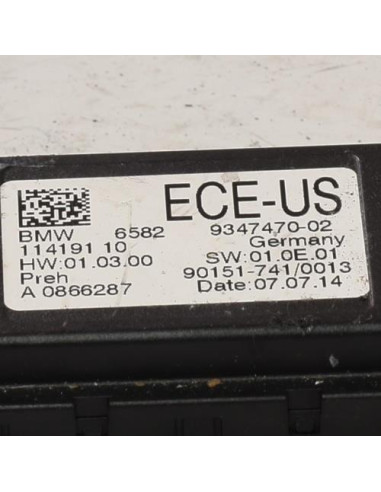 ECE-US
BMW 6582 9347470-02
114191 10 Germany
HW:01.03.00 SW:01.0E.01
Preh 90151-741/0013
A 0866287 Date:07.07.14